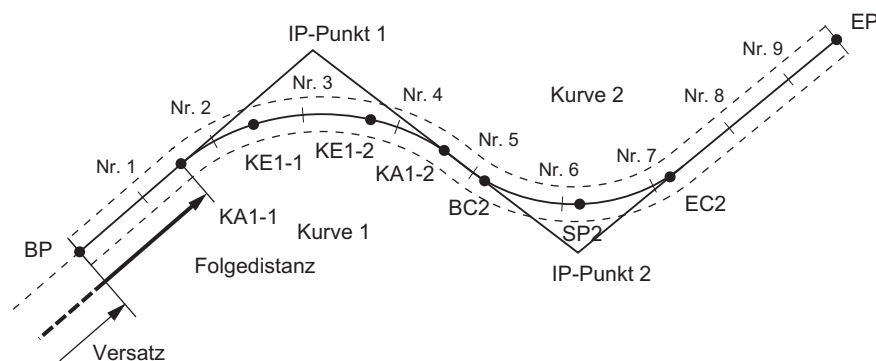 EP
IP-Punkt 1
Nr. 9
Kurve 2
Nr. 3
Nr. 8
Nr. 2
Nr. 4
Nr. 5
Nr. 1
KE1-1
KE1-2
Nr. 6
Nr. 7
KA1-2
BC2
EC2
KA1-1
Kurve 1
SP2
BP
Folgedistanz
IP-Punkt 2
Versatz